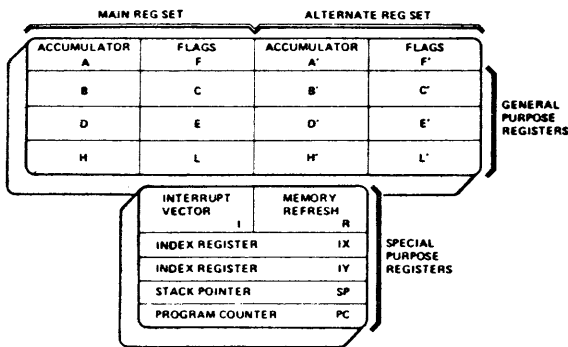 MAIN REG SET ALTERNATE REG SET
ACCUMULATOR FLAGS ACCUMULATOR FLAGS
A F A' F'
B C B' C'
D E D' E'
H L H' L'
GENERAL
PURPOSE
REGISTERS
INTERRUPT MEMORY
VECTOR REFRESH
I R
INDEX REGISTER IX
INDEX REGISTER IY
STACK POINTER SP
PROGRAM COUNTER PC
SPECIAL
PURPOSE
REGISTERS